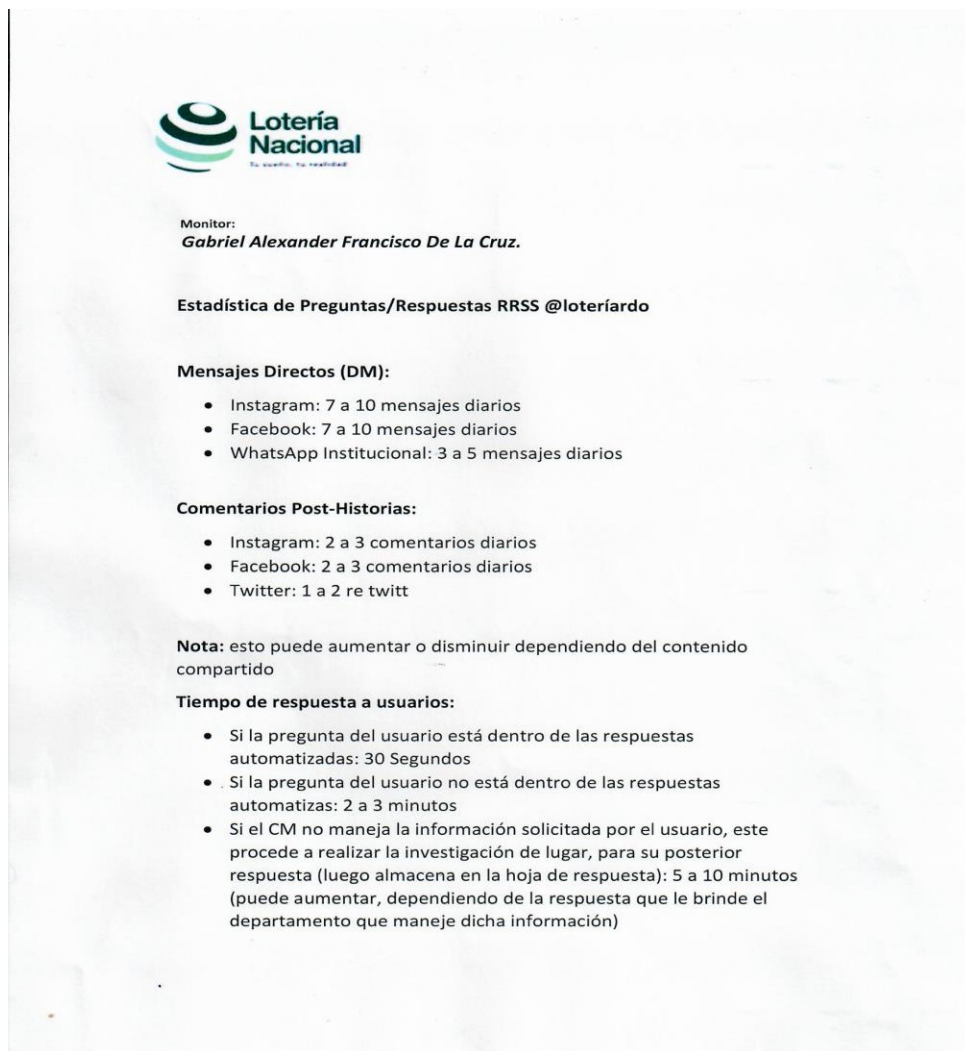 Lotería
Nacional
Tu sueño, tu realidad
Monitor:
Gabriel Alexander Francisco De La Cruz.
Estadística de Preguntas/Respuestas RRSS @loteríardo
Mensajes Directos (DM):
• Instagram: 7 a 10 mensajes diarios
• Facebook: 7 a 10 mensajes diarios
• WhatsApp Institucional: 3 a 5 mensajes diarios
Comentarios Post-Historias:
• Instagram: 2 a 3 comentarios diarios
• Facebook: 2 a 3 comentarios diarios
• Twitter: 1 a 2 re twitt
Nota: esto puede aumentar o disminuir dependiendo del contenido
compartido
Tiempo de respuesta a usuarios:
• Si la pregunta del usuario está dentro de las respuestas
automatizadas: 30 Segundos
• Si la pregunta del usuario no está dentro de las respuestas
automatizas: 2 a 3 minutos
• Si el CM no maneja la información solicitada por el usuario, este
procede a realizar la investigación de lugar, para su posterior
respuesta (luego almacena en la hoja de respuesta): 5 a 10 minutos
(puede aumentar, dependiendo de la respuesta que le brinde el
departamento que maneje dicha información)